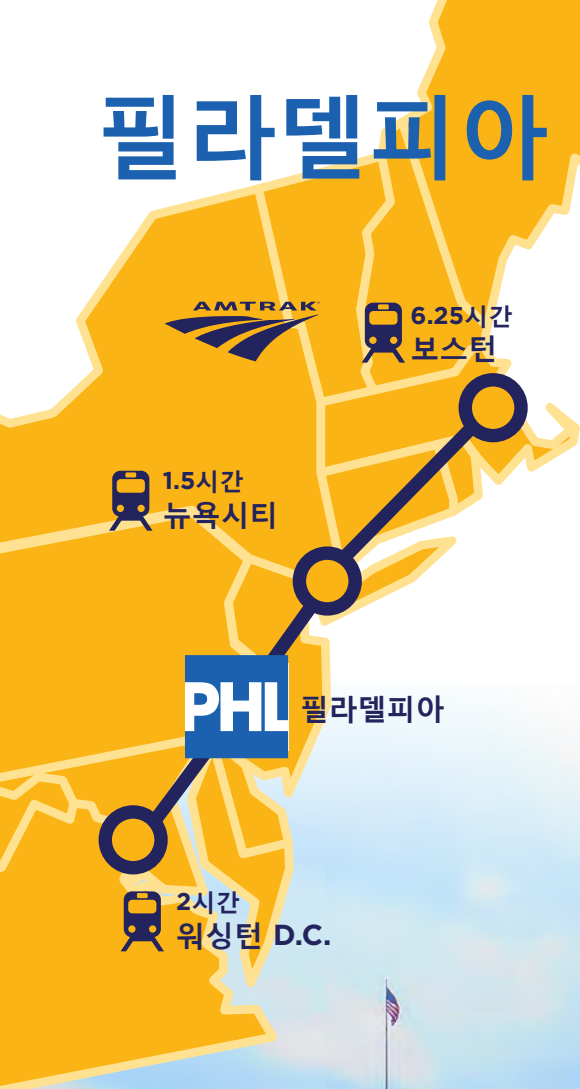 필라델피아
AMTRAK
6.25시간
보스턴
1.5시간
뉴욕시티
PHL
필라델피아
2시간
워싱턴 D.C.